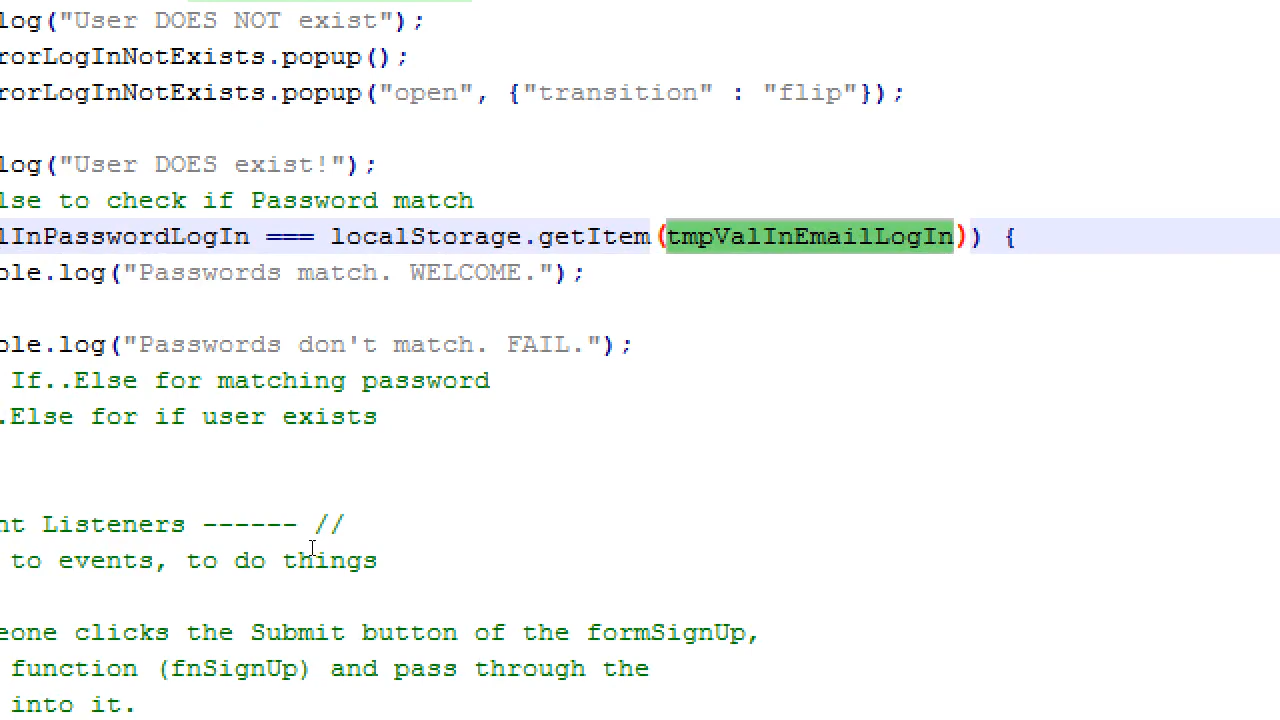 log("User DOES NOT exist");
rorLogInNotExists.popup();
rorLogInNotExists.popup("open", {"transition" : "flip"});
log("User DOES exist!");
lse to check if Password match
lInPasswordLogIn === localStorage.getItem(tmpValInEmailLogIn)) {
ole.log("Passwords match. WELCOME.");
ole.log("Passwords don't match. FAIL.");
If..Else for matching password
.Else for if user exists
nt Listeners ------ //
to events, to do things
eone clicks the Submit button of the formSignUp,
function (fnSignUp) and pass through the
into it.